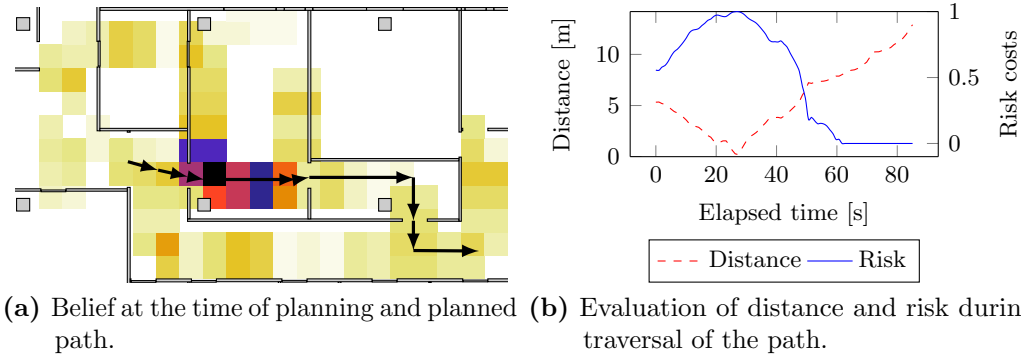 10
5
0
Distance [m]
1
0.5
0
Risk costs
0 20 40 60 80
Elapsed time [s]
Distance Risk
(a) Belief at the time of planning and planned
path.
(b) Evaluation of distance and risk durin
traversal of the path.